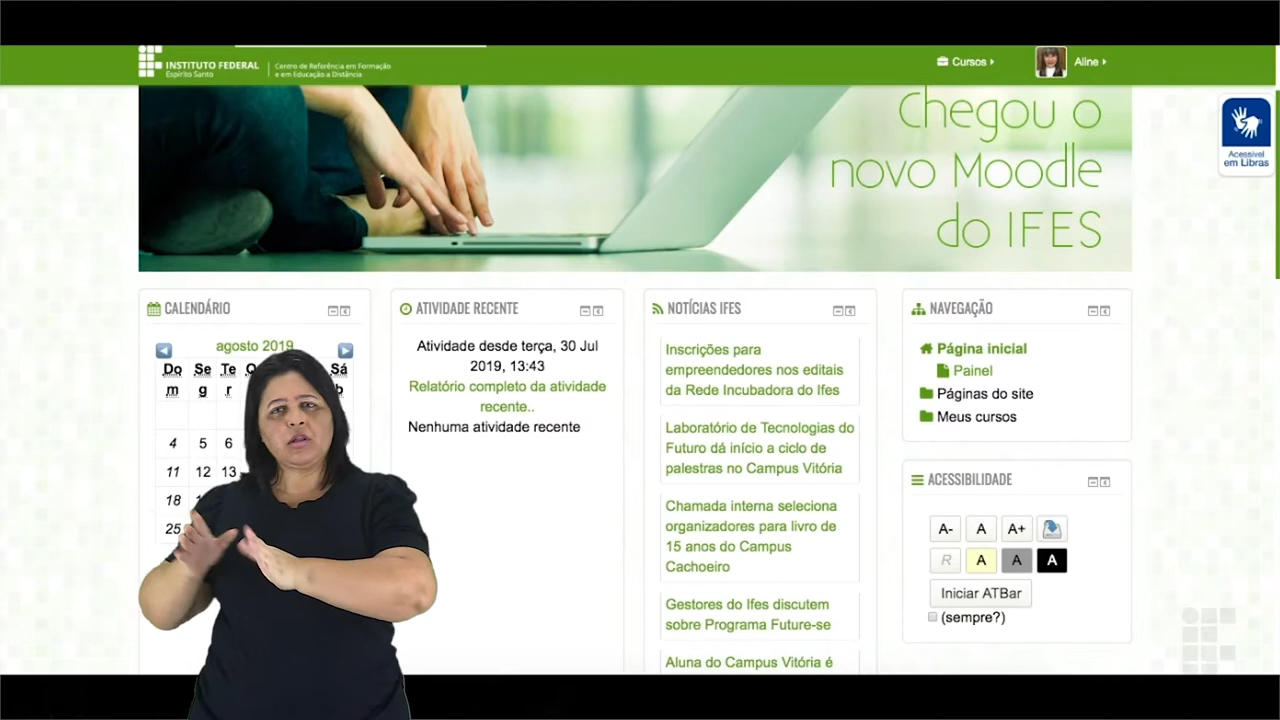 INSTITUTO FEDERAL
Espírito Santo
Centro de Referência em Formação
e em Educação a Distância
Cursos
Aline
Acessível
em Libras
Chegou o
novo Moodle
do IFES
CALENDÁRIO
agosto 2019
Do Se Te Sá
m g r b
4 5 6
11 12 13
18
25
ATIVIDADE RECENTE
Atividade desde terça, 30 Jul
2019, 13:43
Relatório completo da atividade
recente..
Nenhuma atividade recente
NOTÍCIAS IFES
Inscrições para
empreendedores nos editais
da Rede Incubadora do Ifes
Laboratório de Tecnologias do
Futuro dá início a ciclo de
palestras no Campus Vitória
Chamada interna seleciona
organizadores para livro de
15 anos do Campus
Cachoeiro
Gestores do Ifes discutem
sobre Programa Future-se
Aluna do Campus Vitória é
NAVEGAÇÃO
Página inicial
Painel
Páginas do site
Meus cursos
ACESSIBILIDADE
A- A A+
R A A A
Iniciar ATBar
(sempre?)